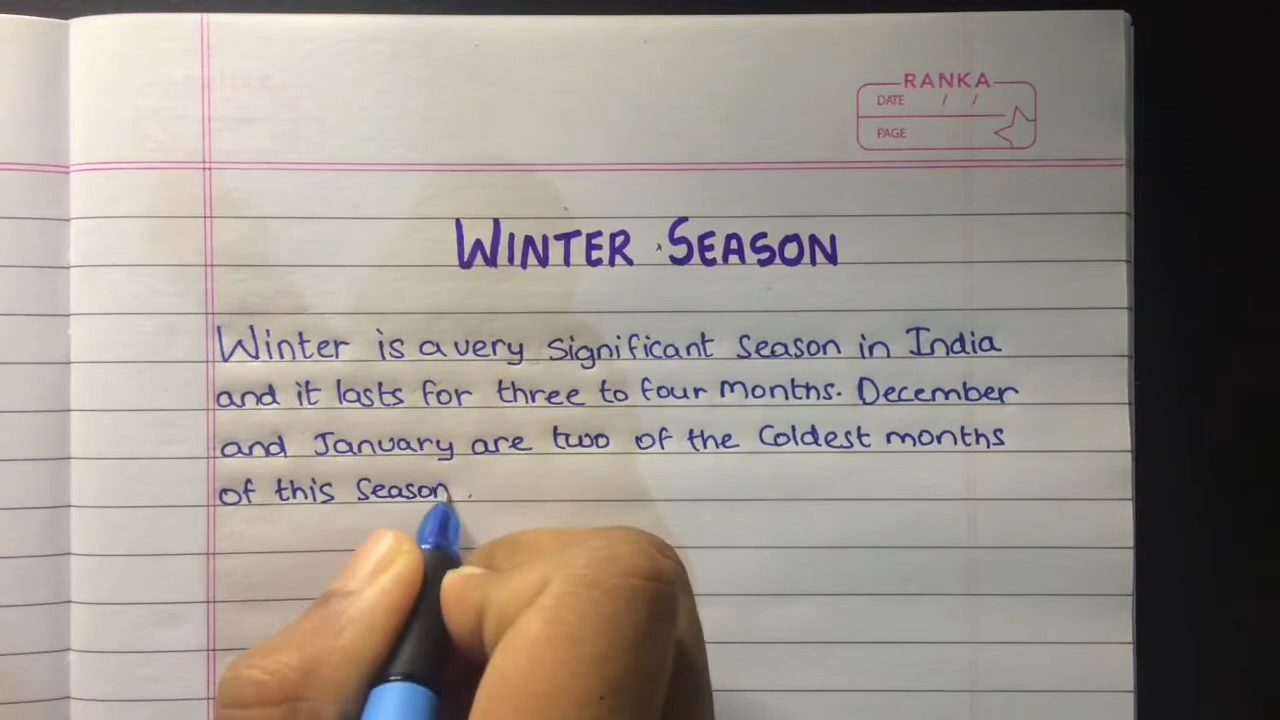 RANKA
DATE / /
PAGE
WINTER SEASON
Winter is a very significant season in India
and it lasts for three to four months. December
and January are two of the Coldest months
of this Season